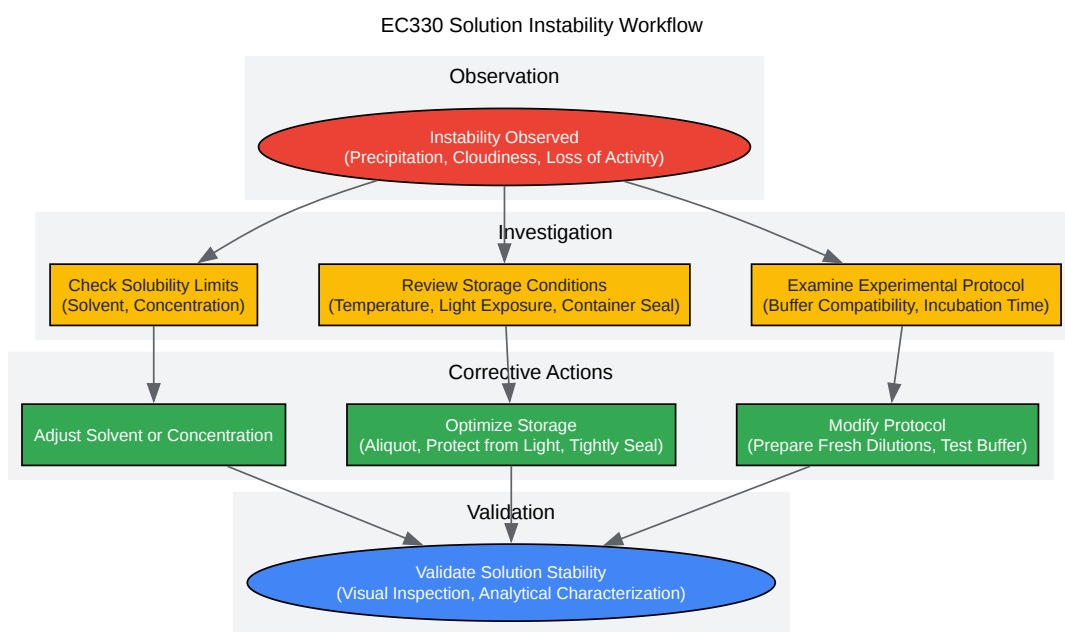 EC330 Solution Instability Workflow
Observation
Instability Observed
(Precipitation, Cloudiness, Loss of Activity)
Investigation
Check Solubility Limits
(Solvent, Concentration)
Review Storage Conditions
(Temperature, Light Exposure, Container Seal)
Examine Experimental Protocol
(Buffer Compatibility, Incubation Time)
Corrective Actions
Adjust Solvent or Concentration
Optimize Storage
(Aliquot, Protect from Light, Tightly Seal)
Modify Protocol
(Prepare Fresh Dilutions, Test Buffer)
Validation
Validate Solution Stability
(Visual Inspection, Analytical Characterization)